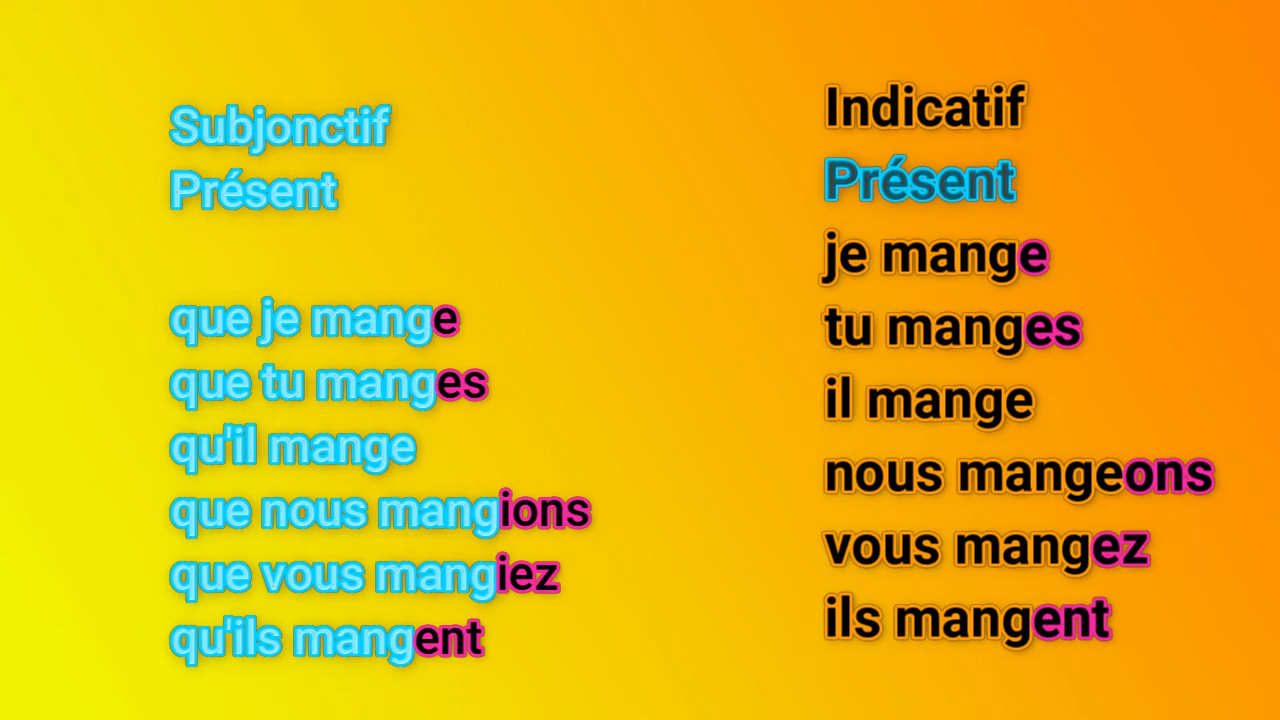 Subjonctif
Présent
que je mange
que tu manges
qu'il mange
que nous mangions
que vous mangiez
qu'ils mangent
Indicatif
Présent
je mange
tu manges
il mange
nous mangeons
vous mangez
ils mangent